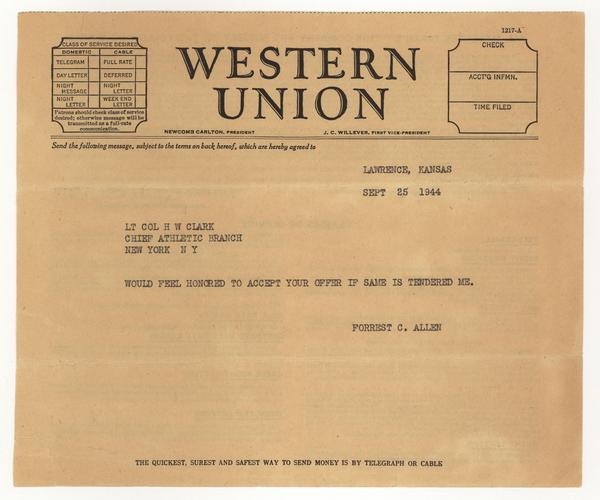 1217-A
CLASS OF SERVICE DESIRED
DOMESTIC CABLE
TELEGRAM FULL RATE
DAY LETTER DEFERRED
NIGHT MESSAGE NIGHT LETTER
NIGHT LETTER WEEK END LETTER
Patrons should check class of service
desired; otherwise message will be
transmitted as a full-rate
communication.
WESTERN
UNION
NEWCOMB CARLTON, PRESIDENT J. C. WILLEVER, FIRST VICE-PRESIDENT
CHECK
ACCT'G INFMN.
TIME FILED
Send the following message, subject to the terms on back hereof, which are hereby agreed to
LAWRENCE, KANSAS
SEPT 25 1944
LT COL H W CLARK
CHIEF ATHLETIC BRANCH
NEW YORK N Y
WOULD FEEL HONORED TO ACCEPT YOUR OFFER IF SAME IS TENDERED ME.
FORREST C. ALLEN
THE QUICKEST, SUREST AND SAFEST WAY TO SEND MONEY IS BY TELEGRAPH OR CABLE